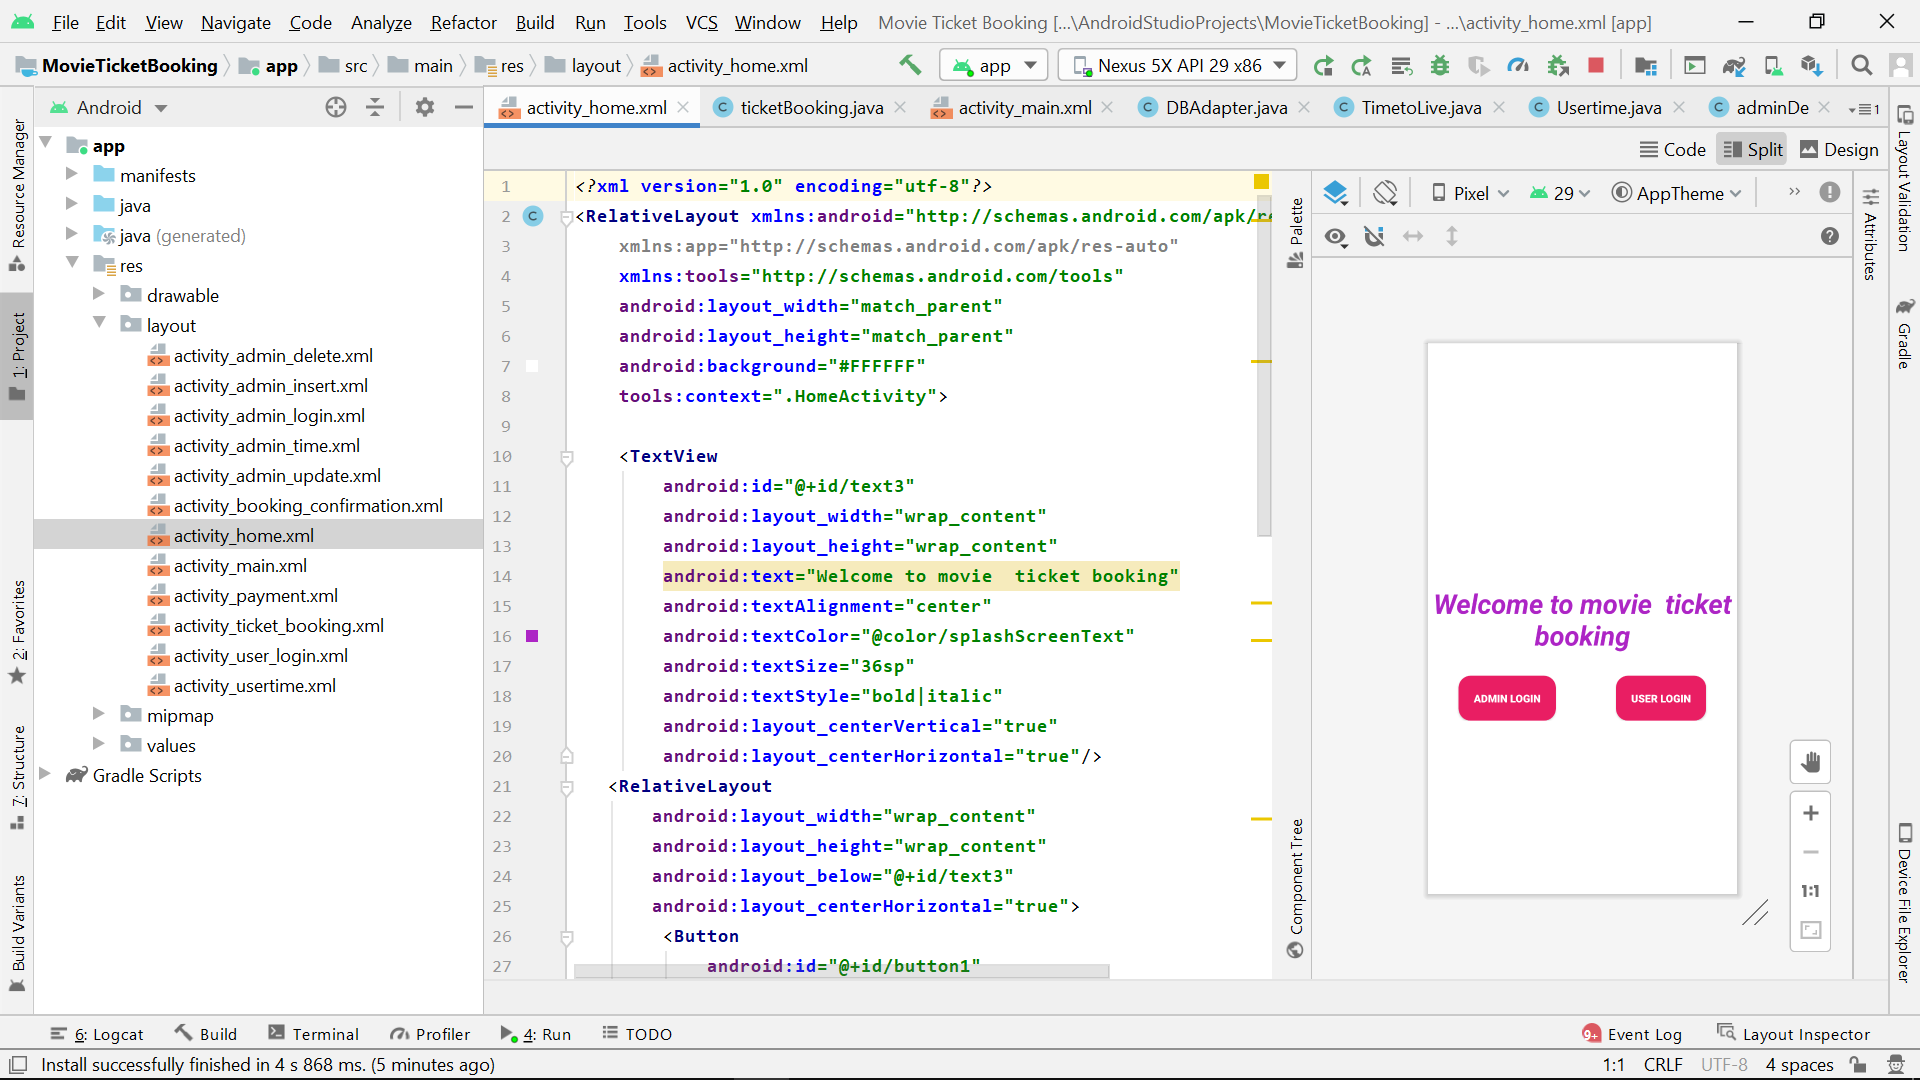 File Edit View Navigate Code Analyze Refactor Build Run Tools VCS Window Help Movie Ticket Booking [...\AndroidStudioProjects\MovieTicketBooking] - ...\activity_home.xml [app]
MovieTicketBooking app src main res layout activity_home.xml app Nexus 5X API 29 x86
Android
activity_home.xml ticketBooking.java activity_main.xml DBAdapter.java TimetoLive.java Usertime.java adminDe 1
Code Split Design
Resource Manager
1: Project
2: Favorites
7: Structure
Build Variants
app
manifests
java
java (generated)
res
drawable
layout
activity_admin_delete.xml
activity_admin_insert.xml
activity_admin_login.xml
activity_admin_time.xml
activity_admin_update.xml
activity_booking_confirmation.xml
activity_home.xml
activity_main.xml
activity_payment.xml
activity_ticket_booking.xml
activity_user_login.xml
activity_usertime.xml
mipmap
values
Gradle Scripts
1 <?xml version="1.0" encoding="utf-8"?>
2 <RelativeLayout xmlns:android="http://schemas.android.com/apk/re
3 xmlns:app="http://schemas.android.com/apk/res-auto"
4 xmlns:tools="http://schemas.android.com/tools"
5 android:layout_width="match_parent"
6 android:layout_height="match_parent"
7 android:background="#FFFFFF"
8 tools:context=".HomeActivity">
9
10 <TextView
11 android:id="@+id/text3"
12 android:layout_width="wrap_content"
13 android:layout_height="wrap_content"
14 android:text="Welcome to movie  ticket booking"
15 android:textAlignment="center"
16 android:textColor="@color/splashScreenText"
17 android:textSize="36sp"
18 android:textStyle="bold|italic"
19 android:layout_centerVertical="true"
20 android:layout_centerHorizontal="true"/>
21 <RelativeLayout
22 android:layout_width="wrap_content"
23 android:layout_height="wrap_content"
24 android:layout_below="@+id/text3"
25 android:layout_centerHorizontal="true">
26 <Button
27 android:id="@+id/button1"
Palette
Component Tree
Pixel 29 AppTheme
Welcome to movie  ticket
booking
ADMIN LOGIN USER LOGIN
1:1
Attributes
Layout Validation
Gradle
Device File Explorer
6: Logcat Build Terminal Profiler 4: Run TODO 9+ Event Log Layout Inspector
Install successfully finished in 4 s 868 ms. (5 minutes ago) 1:1 CRLF UTF-8 4 spaces